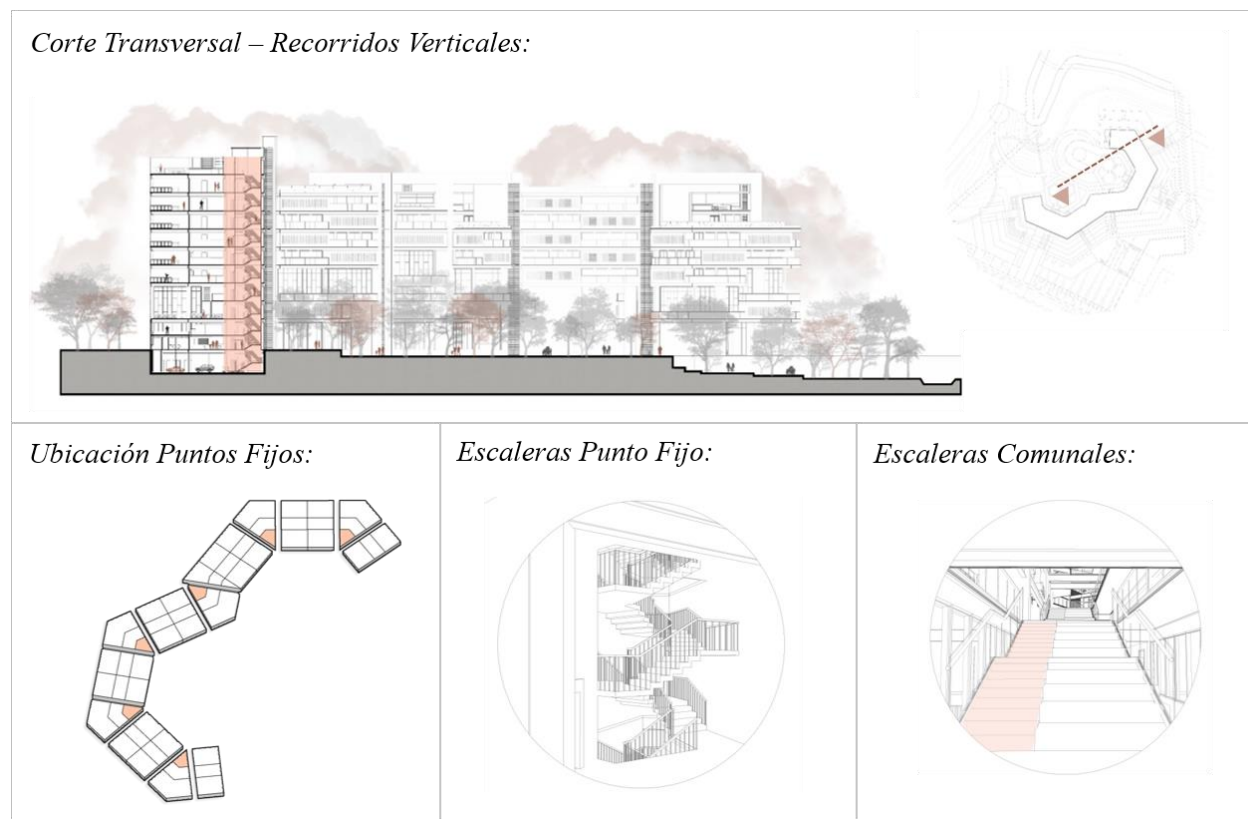 Corte Transversal – Recorridos Verticales:
Ubicación Puntos Fijos:
Escaleras Punto Fijo:
Escaleras Comunales: